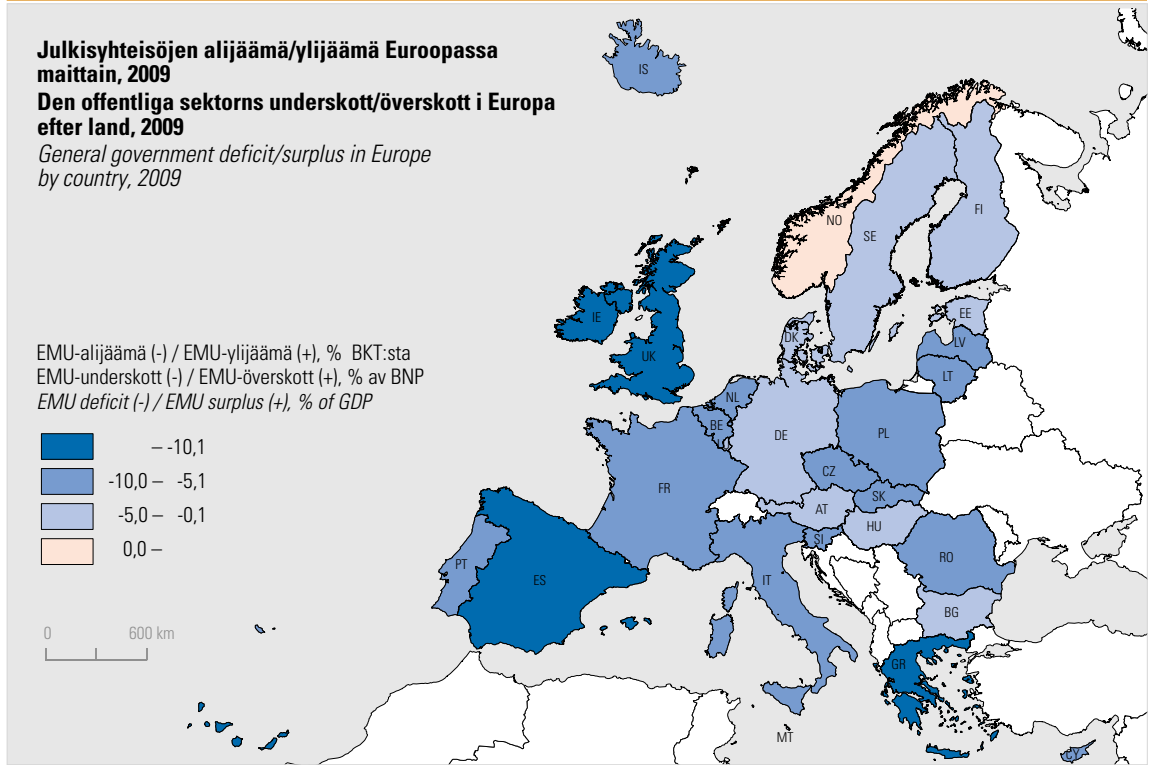 Julkisyhteisöjen alijäämä/ylijäämä Euroopassa
maittain, 2009
Den offentliga sektorns underskott/överskott i Europa
efter land, 2009
General government deficit/surplus in Europe
by country, 2009
EMU-alijäämä (-) / EMU-ylijäämä (+), % BKT:sta
EMU-underskott (-) / EMU-överskott (+), % av BNP
EMU deficit (-) / EMU surplus (+), % of GDP
– -10,1
-10,0 – -5,1
-5,0 – -0,1
0,0 –
0 600 km
IS
NO
SE
FI
EE
LV
LT
DK
IE
UK
NL
BE
DE
PL
CZ
SK
FR
AT
HU
SI
RO
PT
ES
IT
BG
GR
MT
CY